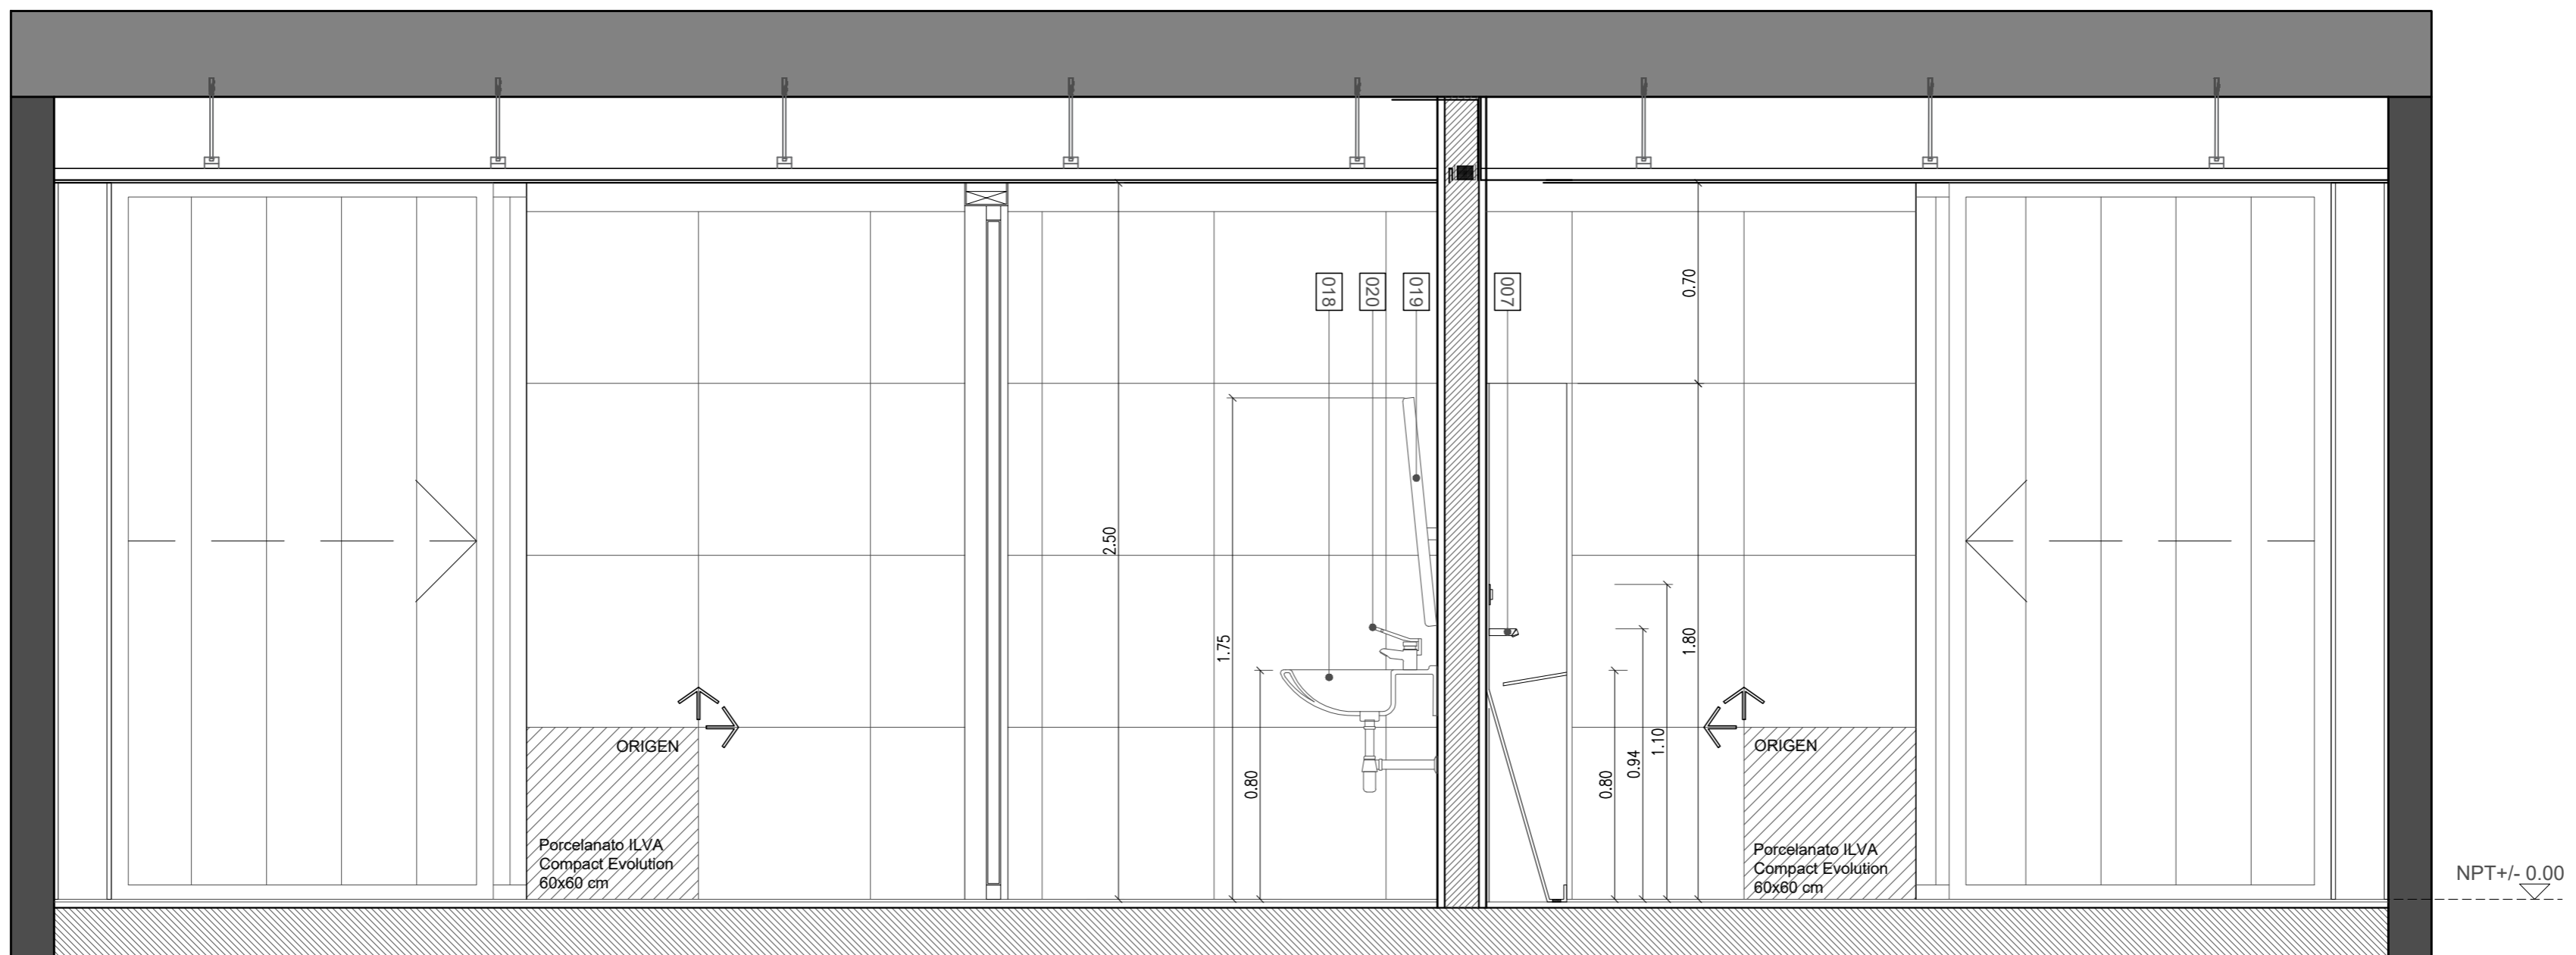 018
020
019
007
0.70
2.50
1.75
0.80
1.80
1.10
0.94
0.80
ORIGEN
Porcelanato ILVA
Compact Evolution
60x60 cm
ORIGEN
Porcelanato ILVA
Compact Evolution
60x60 cm
NPT+/- 0.00